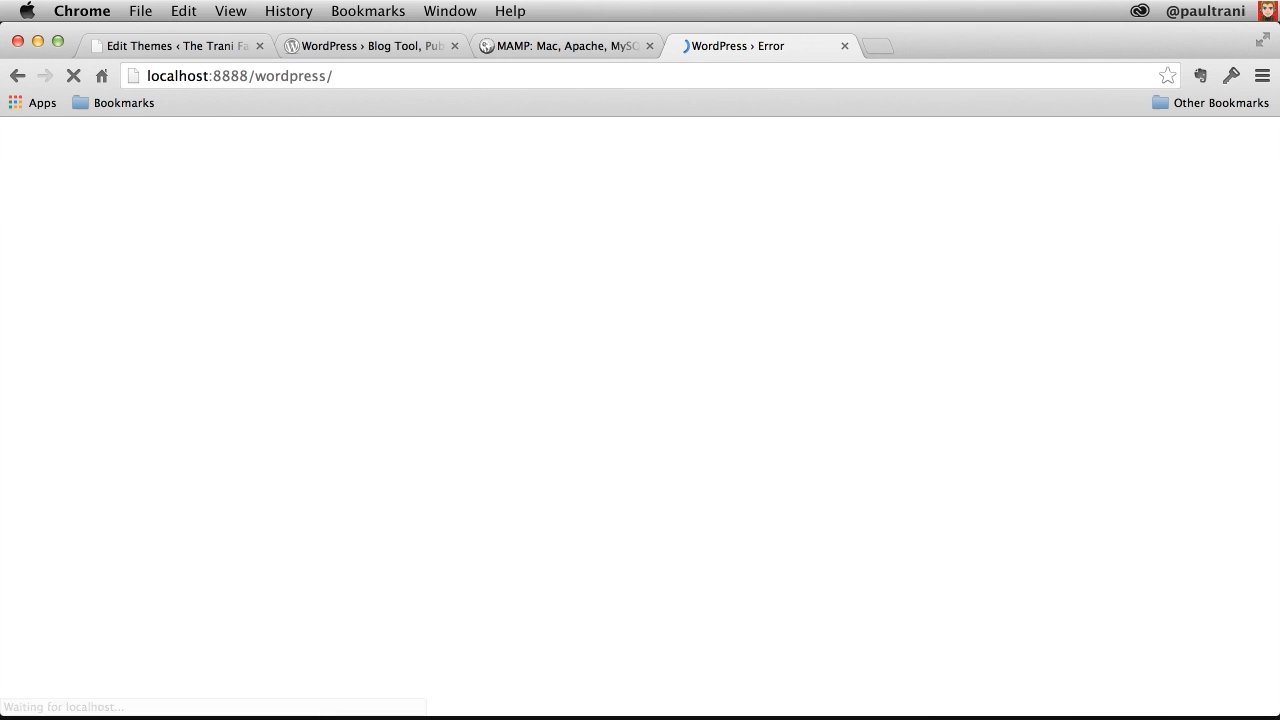 Chrome File Edit View History Bookmarks Window Help @paultrani
Edit Themes ‹ The Trani Fa WordPress › Blog Tool, Pub MAMP: Mac, Apache, MySQ WordPress › Error
localhost:8888/wordpress/
Apps Bookmarks Other Bookmarks
Waiting for localhost...